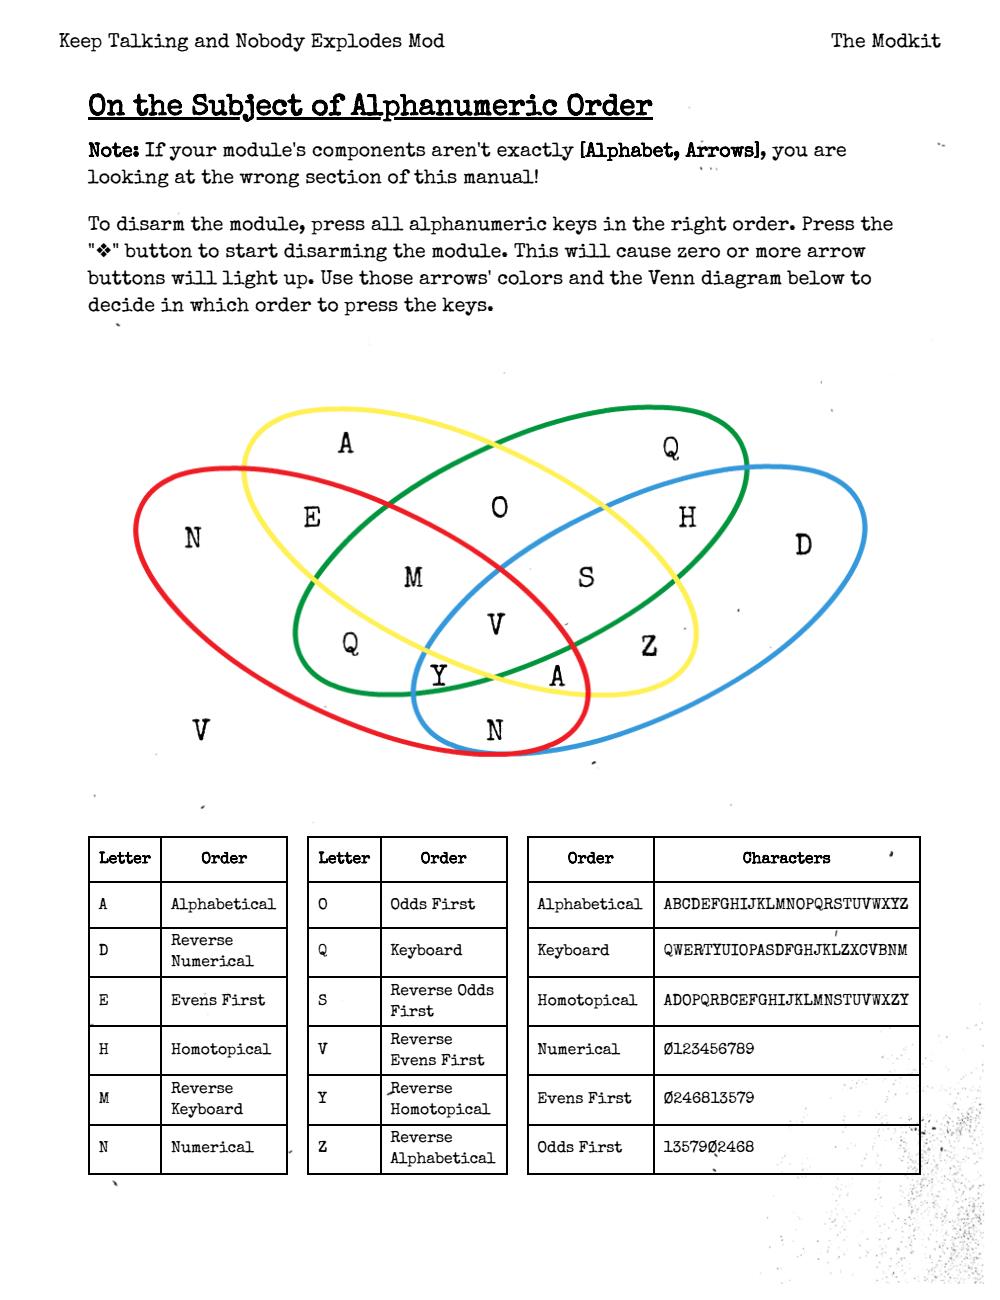 Keep Talking and Nobody Explodes Mod
The Modkit
On the Subject of Alphanumeric Order
Note: If your module's components aren't exactly [Alphabet, Arrows], you are
looking at the wrong section of this manual!
To disarm the module, press all alphanumeric keys in the right order. Press the
"❖" button to start disarming the module. This will cause zero or more arrow
buttons will light up. Use those arrows' colors and the Venn diagram below to
decide in which order to press the keys.
A
Q
O
E
H
N
D
M
S
V
Q
Z
Y
A
V
N
Letter Order
A Alphabetical
D Reverse
Numerical
E Evens First
H Homotopical
M Reverse
Keyboard
N Numerical
Letter Order
O Odds First
Q Keyboard
S Reverse Odds
First
V Reverse
Evens First
Y Reverse
Homotopical
Z Reverse
Alphabetical
Order Characters
Alphabetical ABCDEFGHIJKLMNOPQRSTUVWXYZ
Keyboard QWERTYUIOPASDFGHJKLZXCVBNM
Homotopical ADOPQRBCEFGHIJKLMNSTUVWXZY
Numerical Ø123456789
Evens First Ø246813579
Odds First 13579Ø2468